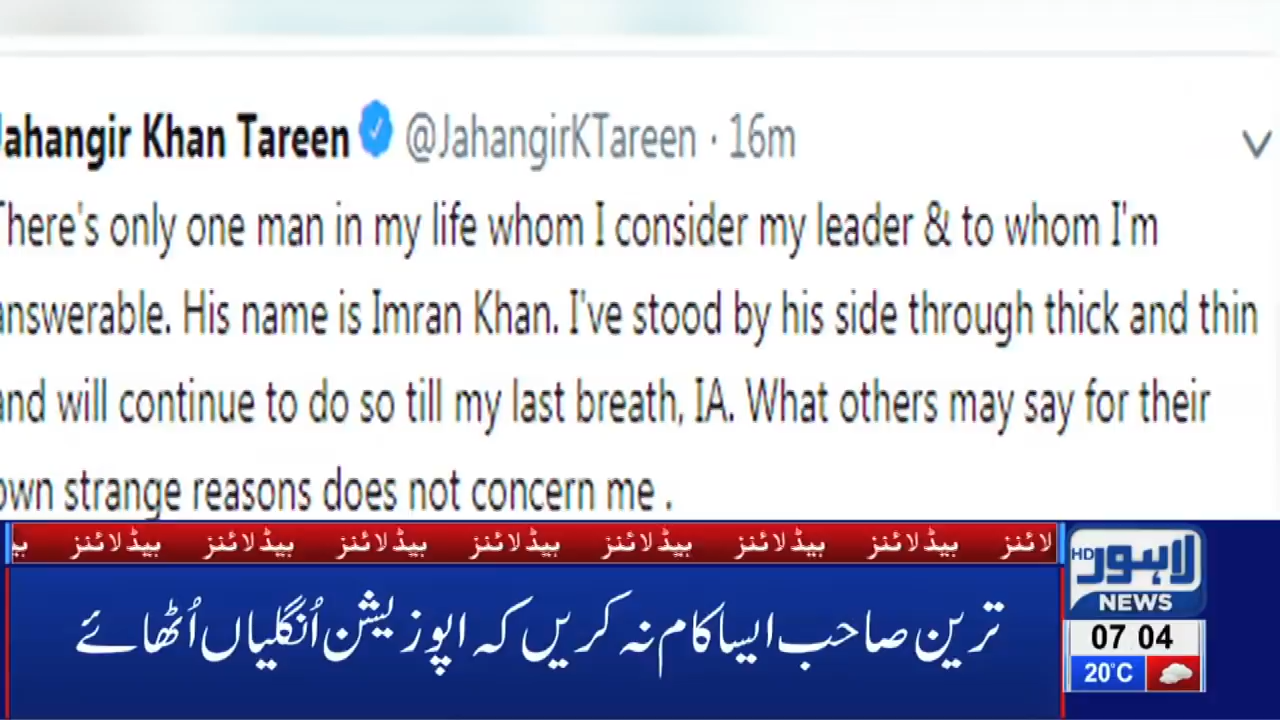 Jahangir Khan Tareen @JahangirKTareen · 16m
There's only one man in my life whom I consider my leader & to whom I'm
answerable. His name is Imran Khan. I've stood by his side through thick and thin
and will continue to do so till my last breath, IA. What others may say for their
own strange reasons does not concern me .
ہیڈلائنز ہیڈلائنز ہیڈلائنز ہیڈلائنز ہیڈلائنز ہیڈلائنز ہیڈلائنز
ترین صاحب ایسا کام نہ کریں کہ اپوزیشن اُنگلیاں اُٹھائے
لاہور HD
NEWS
07 04
20°C